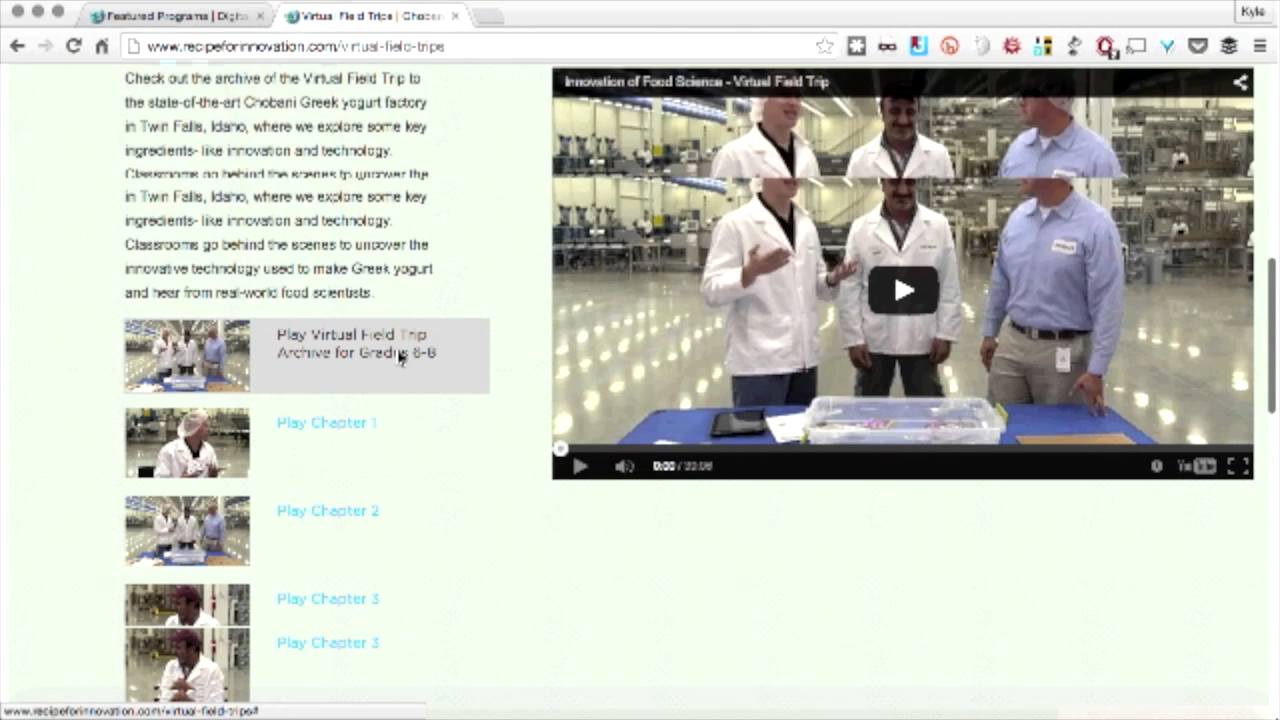 Featured Programs | Digita
Virtual Field Trips | Chobani
Kyle
www.recipeforinnovation.com/virtual-field-trips
Check out the archive of the Virtual Field Trip to
the state-of-the-art Chobani Greek yogurt factory
in Twin Falls, Idaho, where we explore some key
ingredients- like innovation and technology.
Classrooms go behind the scenes to uncover the
in Twin Falls, Idaho, where we explore some key
ingredients- like innovation and technology.
Classrooms go behind the scenes to uncover the
innovative technology used to make Greek yogurt
and hear from real-world food scientists.
Play Virtual Field Trip
Archive for Grades 6-8
Play Chapter 1
Play Chapter 2
Play Chapter 3
Play Chapter 3
Innovation of Food Science - Virtual Field Trip
0:00
www.recipeforinnovation.com/virtual-field-trips#